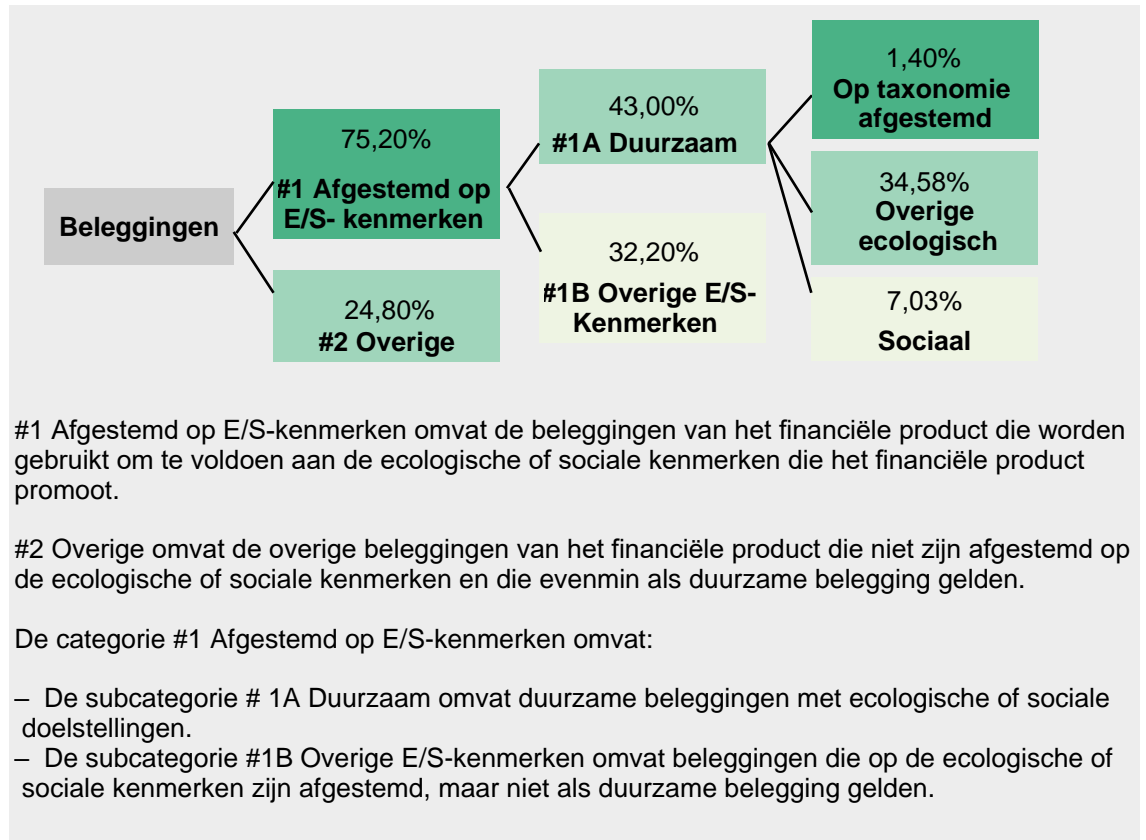 Beleggingen
75,20%
#1 Afgestemd op
E/S- kenmerken
24,80%
#2 Overige
43,00%
#1A Duurzaam
32,20%
#1B Overige E/S-
Kenmerken
1,40%
Op taxonomie
afgestemd
34,58%
Overige
ecologisch
7,03%
Sociaal
#1 Afgestemd op E/S-kenmerken omvat de beleggingen van het financiële product die worden
gebruikt om te voldoen aan de ecologische of sociale kenmerken die het financiële product
promoot.
#2 Overige omvat de overige beleggingen van het financiële product die niet zijn afgestemd op
de ecologische of sociale kenmerken en die evenmin als duurzame belegging gelden.
De categorie #1 Afgestemd op E/S-kenmerken omvat:
– De subcategorie # 1A Duurzaam omvat duurzame beleggingen met ecologische of sociale
doelstellingen.
– De subcategorie #1B Overige E/S-kenmerken omvat beleggingen die op de ecologische of
sociale kenmerken zijn afgestemd, maar niet als duurzame belegging gelden.